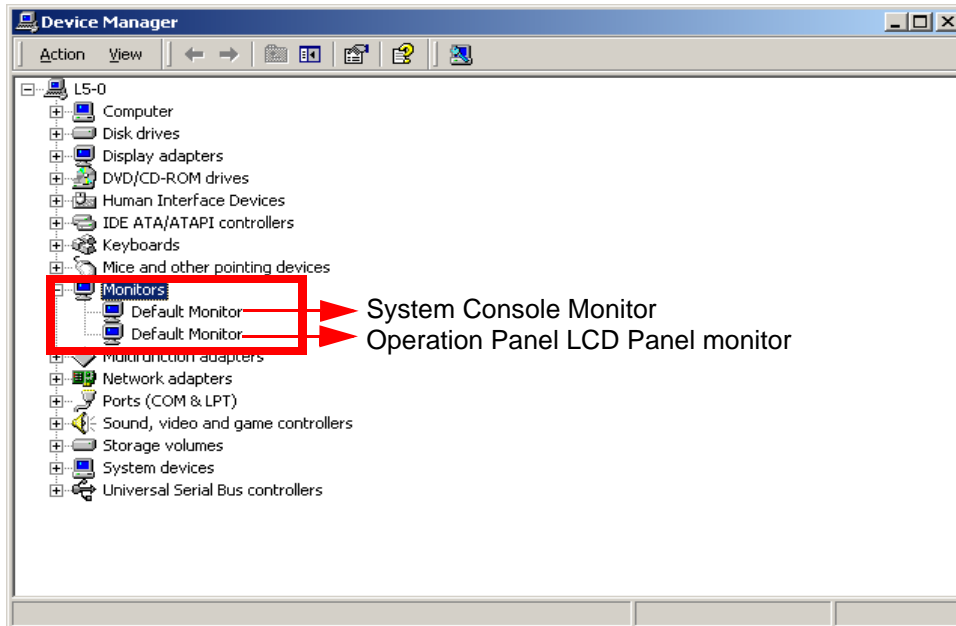 Device Manager
Action View
L5-0
Computer
Disk drives
Display adapters
DVD/CD-ROM drives
Human Interface Devices
IDE ATA/ATAPI controllers
Keyboards
Mice and other pointing devices
Monitors
Default Monitor
System Console Monitor
Default Monitor
Operation Panel LCD Panel monitor
Multifunction adapters
Network adapters
Ports (COM & LPT)
Sound, video and game controllers
Storage volumes
System devices
Universal Serial Bus controllers